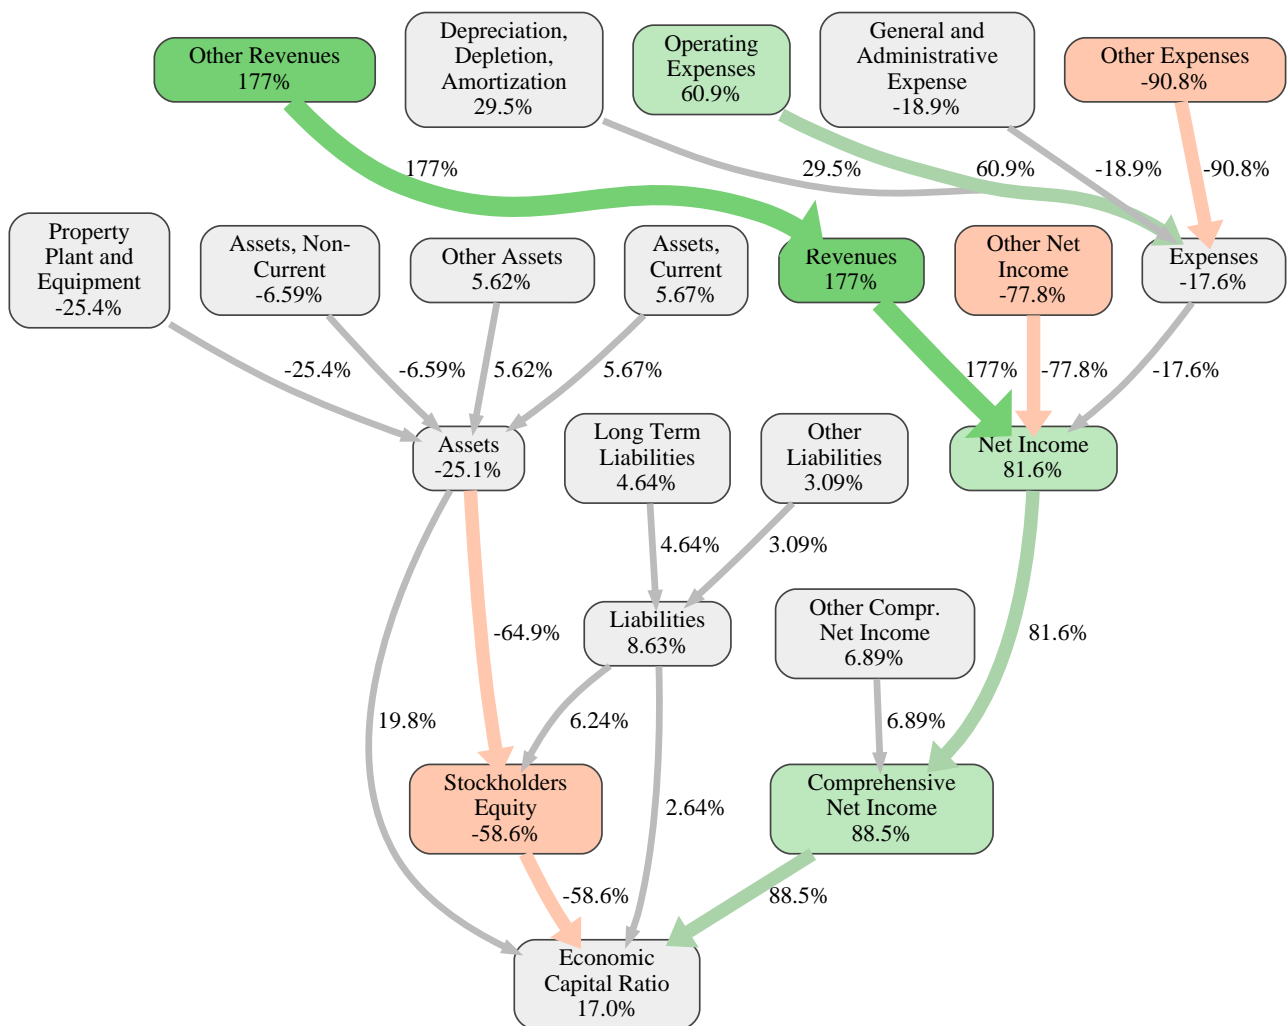 Other Revenues
177%
Depreciation,
Depletion,
Amortization
29.5%
Operating
Expenses
60.9%
General and
Administrative
Expense
-18.9%
Other Expenses
-90.8%
177%
29.5%
60.9%
-18.9%
-90.8%
Property
Plant and
Equipment
-25.4%
Assets, Non-
Current
-6.59%
Other Assets
5.62%
Assets,
Current
5.67%
Revenues
177%
Other Net
Income
-77.8%
Expenses
-17.6%
-25.4%
-6.59%
5.62%
5.67%
177%
-77.8%
-17.6%
Assets
-25.1%
Long Term
Liabilities
4.64%
Other
Liabilities
3.09%
Net Income
81.6%
4.64%
3.09%
Liabilities
8.63%
Other Compr.
Net Income
6.89%
-64.9%
81.6%
19.8%
6.24%
6.89%
Stockholders
Equity
-58.6%
2.64%
Comprehensive
Net Income
88.5%
-58.6%
88.5%
Economic
Capital Ratio
17.0%